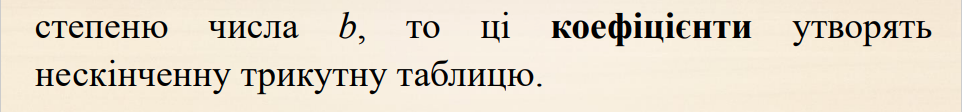 степеню числа b, то ці коефіцієнти утворять
нескінченну трикутну таблицю.